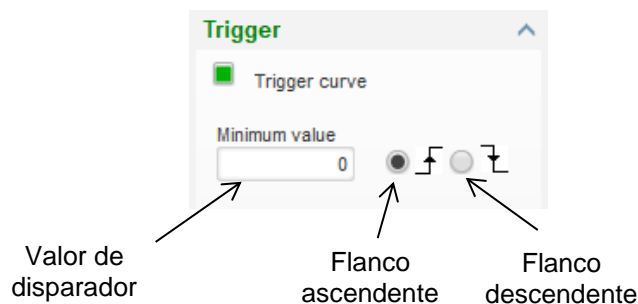 Trigger
Trigger curve
Minimum value
0
Valor de
disparador
Flanco
ascendente
Flanco
descendente